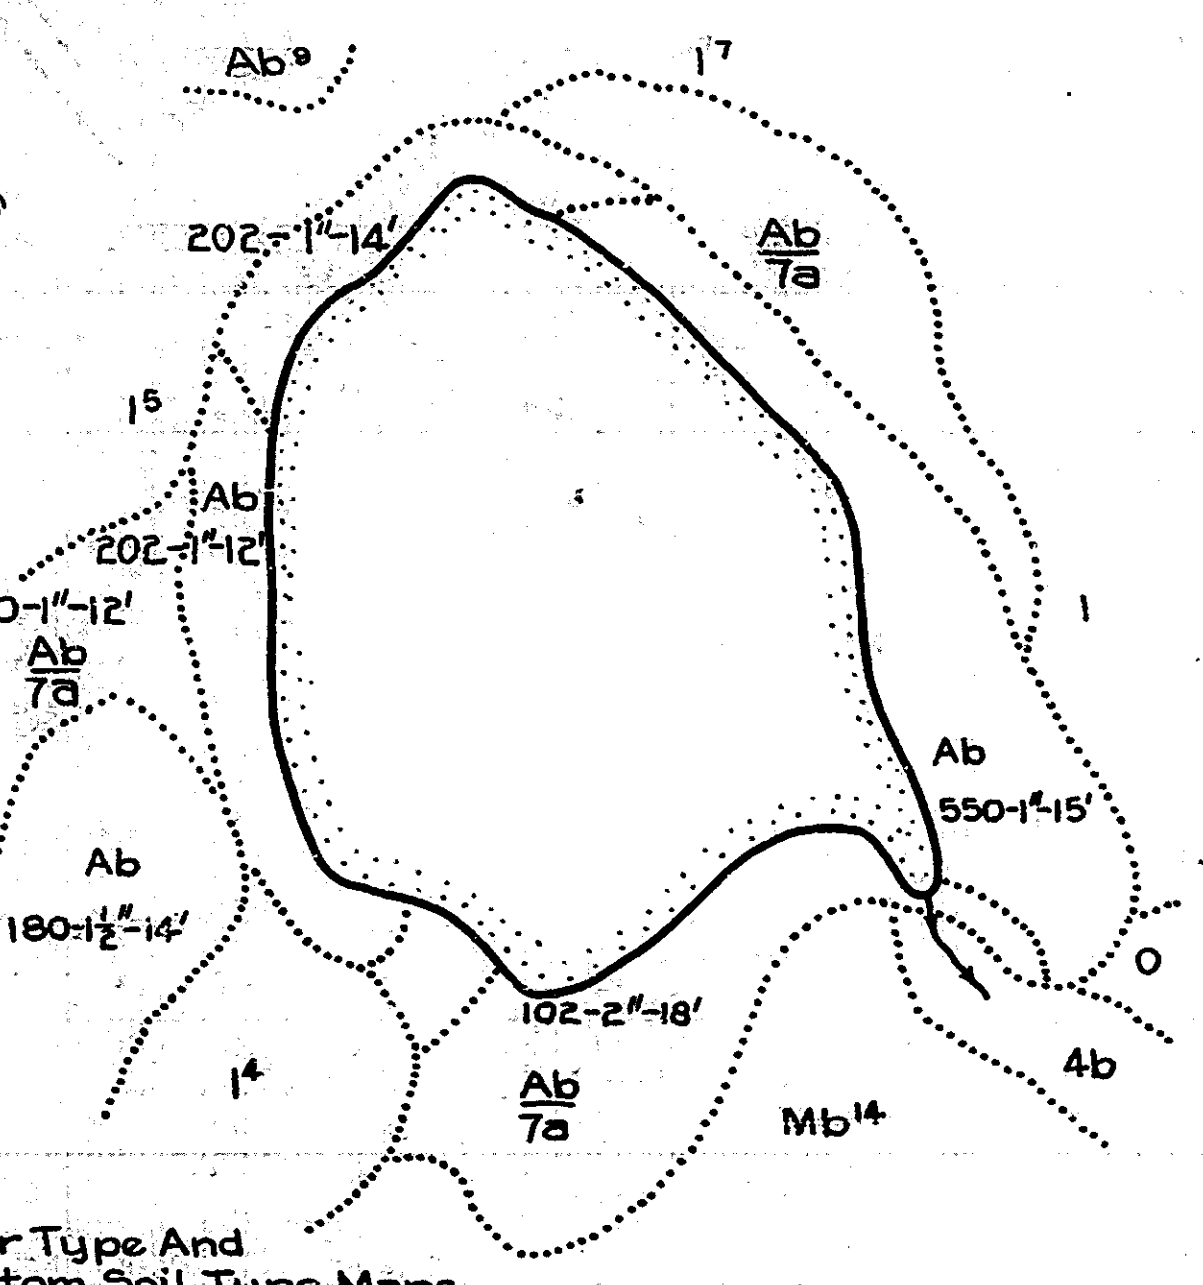 Ab⁹
1⁷
202-1"-14'
Ab
7a
1⁵
Ab
202-1"-12'
0-1"-12'
Ab
7a
1
Ab
550-1"-15'
Ab
180-1½"-14'
O
102-2"-18'
1⁴
Ab
7a
4b
Mb¹⁴
r Type And
tom Soil Type Maps